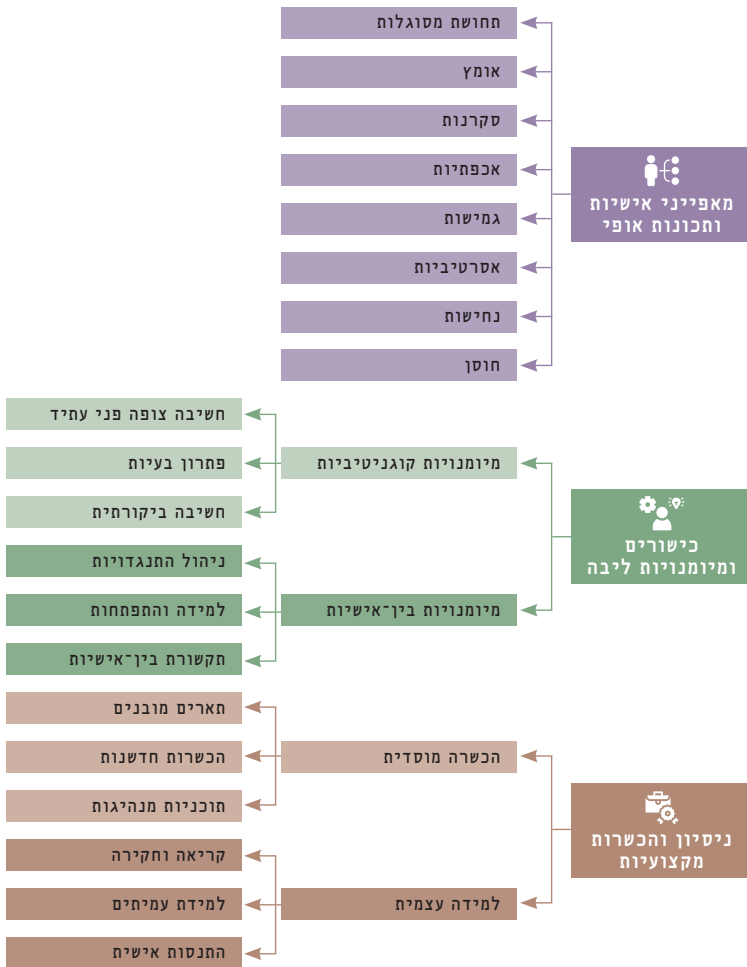 מאפייני אישיות
ותכונות אופי
תחושת מסוגלות
אומץ
סקרנות
אכפתיות
גמישות
אסרטיביות
נחישות
חוסן
כישורים
ומיומנויות ליבה
מיומנויות קוגניטיביות
חשיבה צופה פני עתיד
פתרון בעיות
חשיבה ביקורתית
מיומנויות בין־אישיות
ניהול התנגדויות
למידה והתפתחות
תקשורת בין־אישיות
ניסיון והכשרות
מקצועיות
הכשרה מוסדית
תארים מובנים
הכשרות חדשנות
תוכניות מנהיגות
למידה עצמית
קריאה וחקירה
למידת עמיתים
התנסות אישית